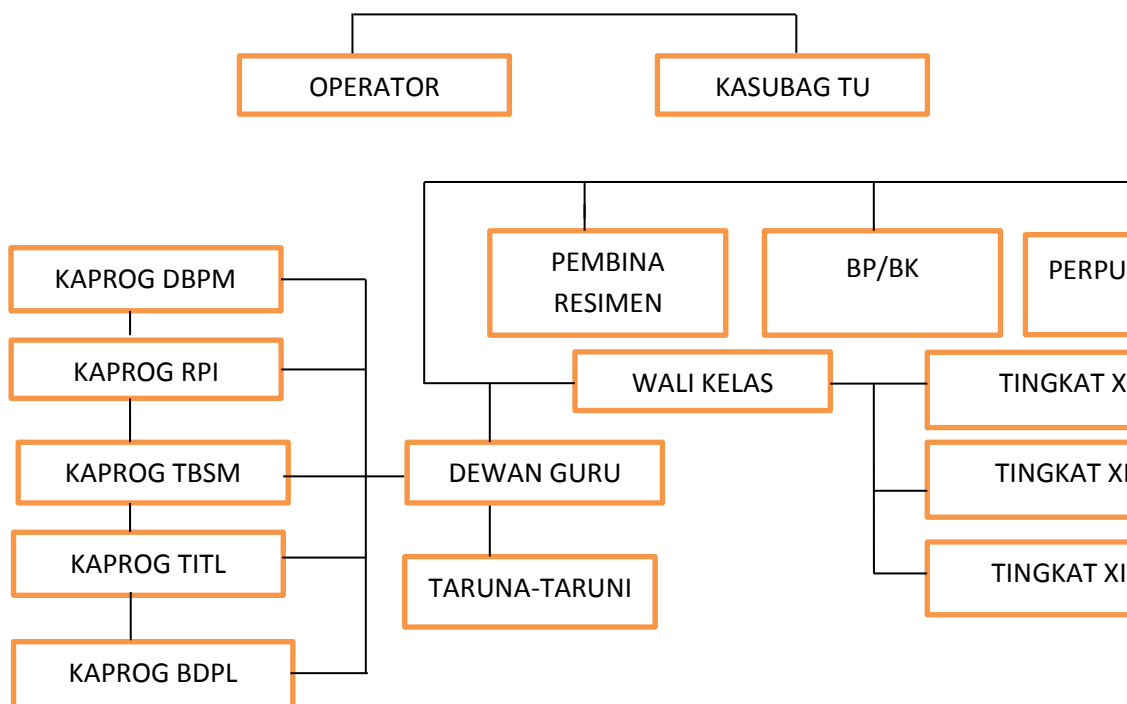 OPERATOR
KASUBAG TU
PEMBINA
RESIMEN
BP/BK
KAPROG DBPM
KAPROG RPI
WALI KELAS
TINGKAT X
KAPROG TBSM
DEWAN GURU
KAPROG TITL
TARUNA-TARUNI
KAPROG BDPL